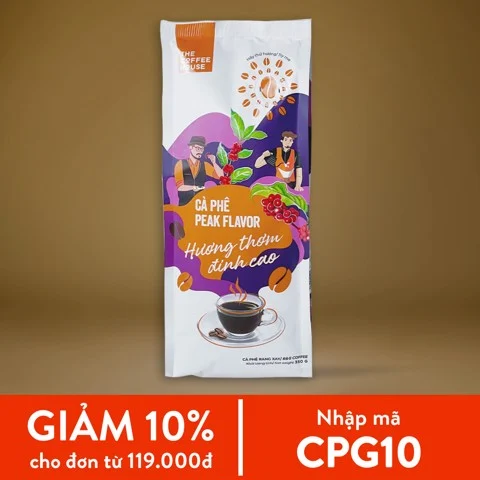 THE
COFFEE
HOUSE
CÀ PHÊ
PEAK FLAVOR
Hương thơm
đỉnh cao
CÀ PHÊ RANG XAY/ R&G COFFEE
350 g
GIẢM 10%
cho đơn từ 119.000đ
Nhập mã
CPG10